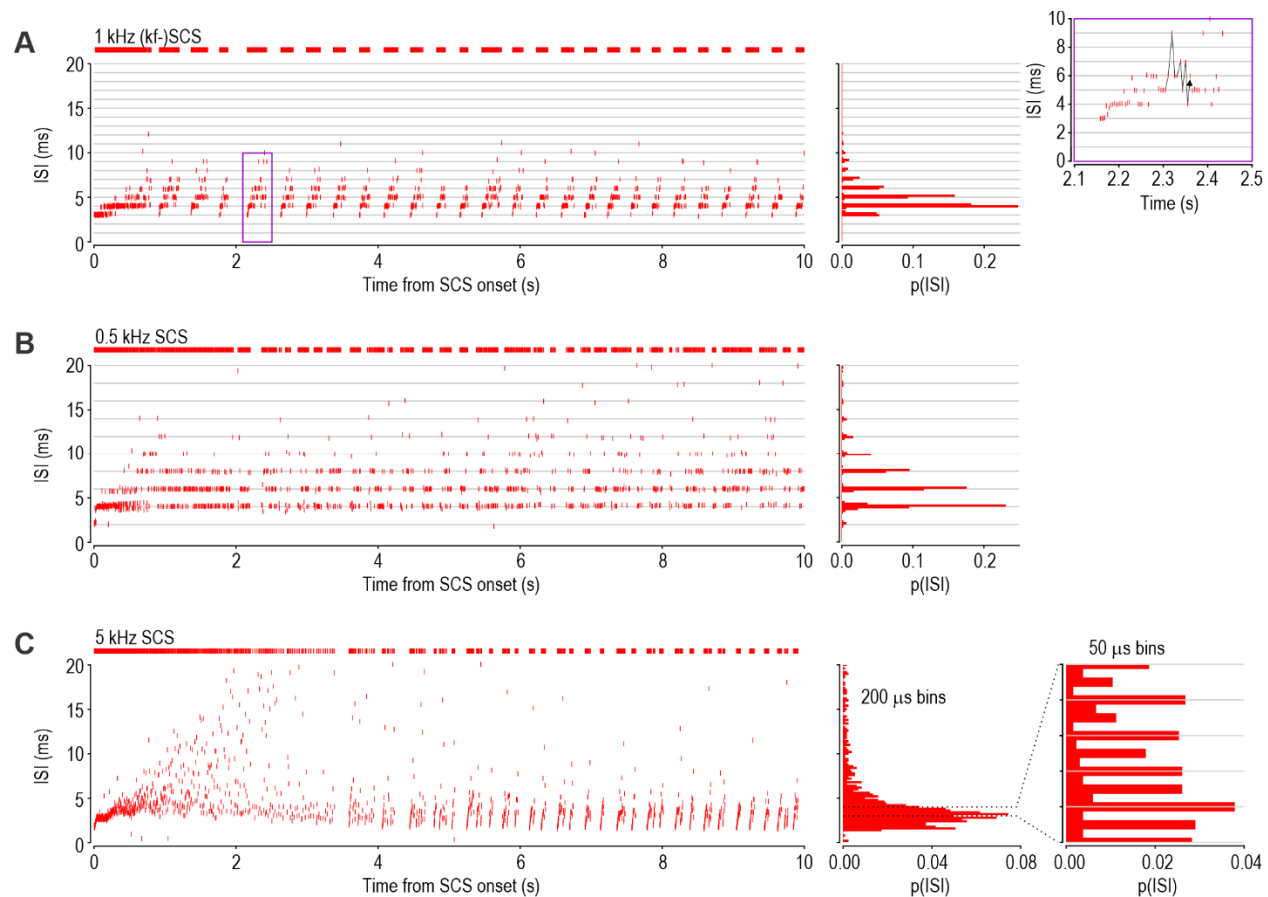 A
1 kHz (kf-)SCS
20
15
10
5
0
ISI (ms)
0 2 4 6 8 10
Time from SCS onset (s)
0.0 0.1 0.2
p(ISI)
10
8
6
4
2
0
ISI (ms)
2.1 2.2 2.3 2.4 2.5
Time (s)
B
0.5 kHz SCS
20
15
10
5
0
ISI (ms)
0 2 4 6 8 10
Time from SCS onset (s)
0.0 0.1 0.2
p(ISI)
C
5 kHz SCS
20
15
10
5
0
ISI (ms)
0 2 4 6 8 10
Time from SCS onset (s)
200 µs bins
0.00 0.04 0.08
p(ISI)
50 µs bins
0.00 0.02 0.04
p(ISI)